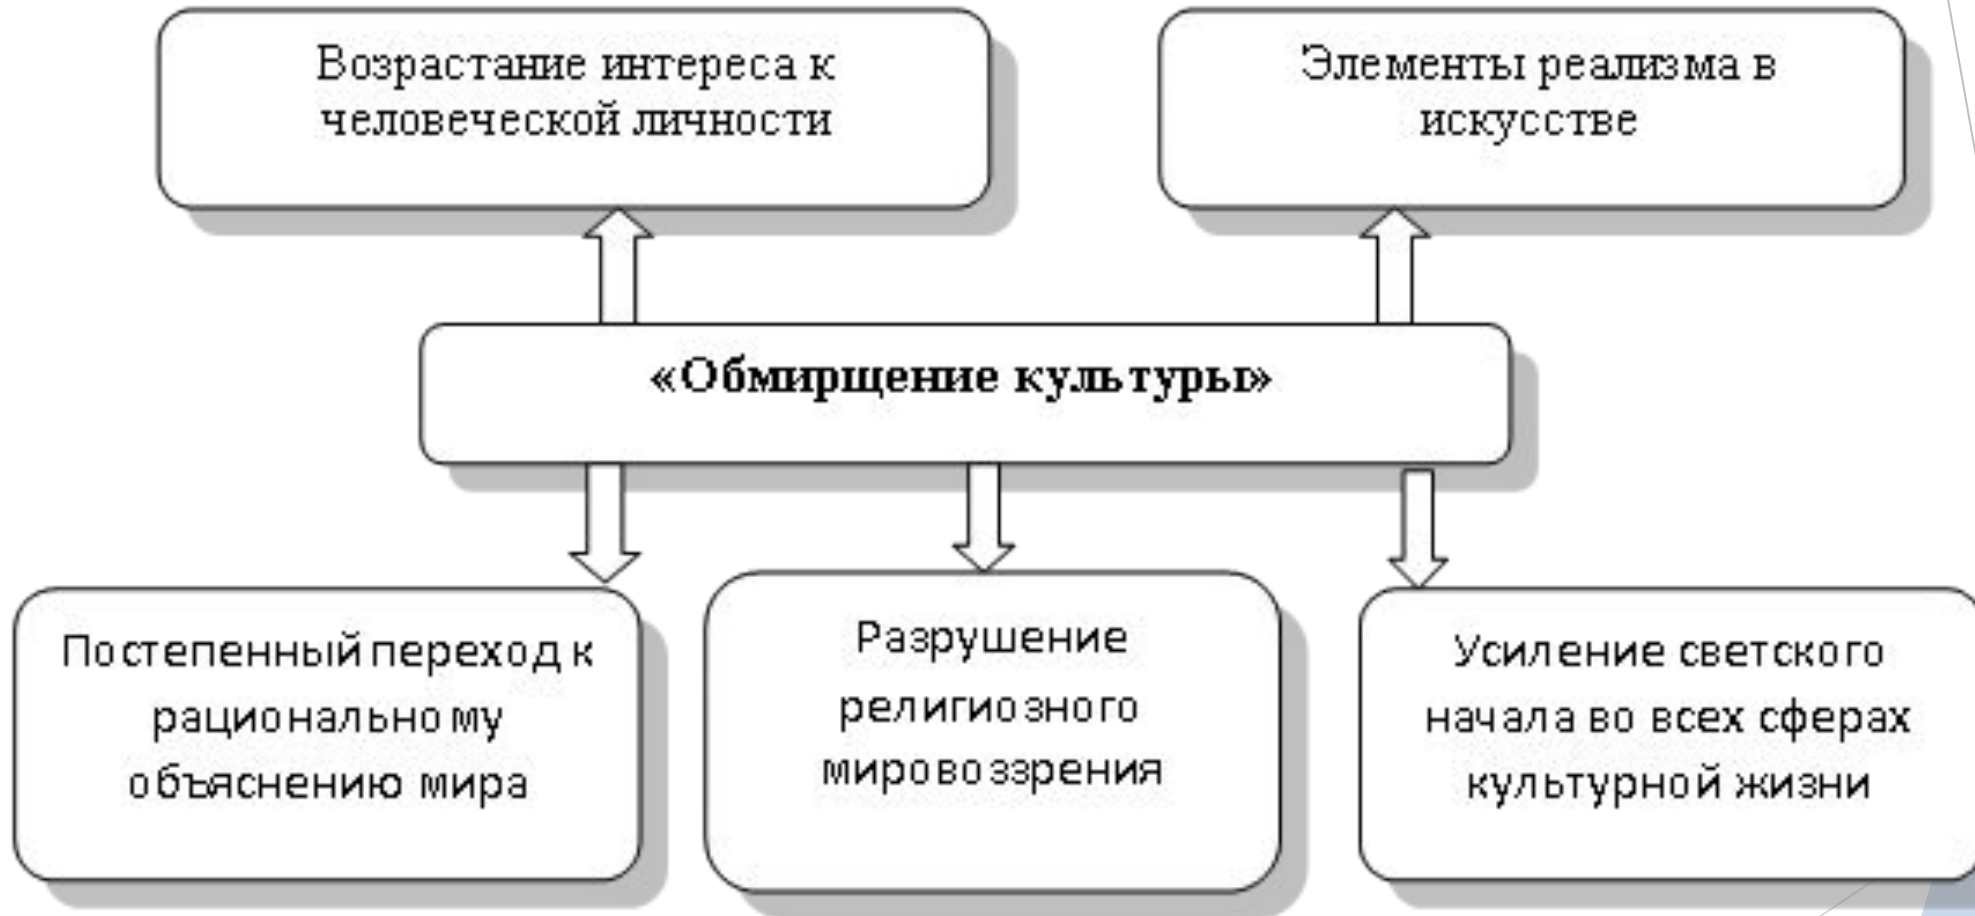 Возрастание интереса к
человеческой личности
Элементы реализма в
искусстве
«Обмирщение культуры»
Постепенный переход к
рациональному
объяснению мира
Разрушение
религиозного
мировоззрения
Усиление светского
начала во всех сферах
культурной жизни